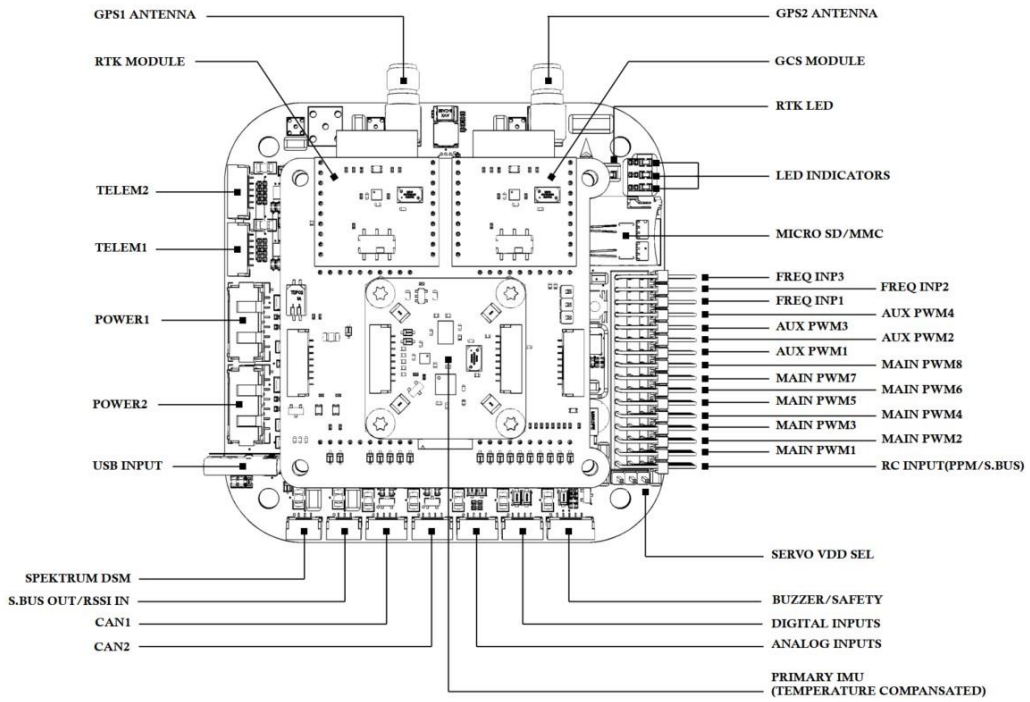 GPS1 ANTENNA
GPS2 ANTENNA
RTK MODULE
GCS MODULE
RTK LED
TELEM2
LED INDICATORS
TELEM1
MICRO SD/MMC
FREQ INP3
FREQ INP2
FREQ INP1
AUX PWM4
POWER1
AUX PWM3
AUX PWM2
AUX PWM1
MAIN PWM8
MAIN PWM7
MAIN PWM6
POWER2
MAIN PWM5
MAIN PWM4
MAIN PWM3
MAIN PWM2
MAIN PWM1
USB INPUT
RC INPUT(PPM/S.BUS)
SERVO VDD SEL
SPEKTRUM DSM
S.BUS OUT/RSSI IN
BUZZER/SAFETY
CAN1
DIGITAL INPUTS
CAN2
ANALOG INPUTS
PRIMARY IMU
(TEMPERATURE COMPANSATED)